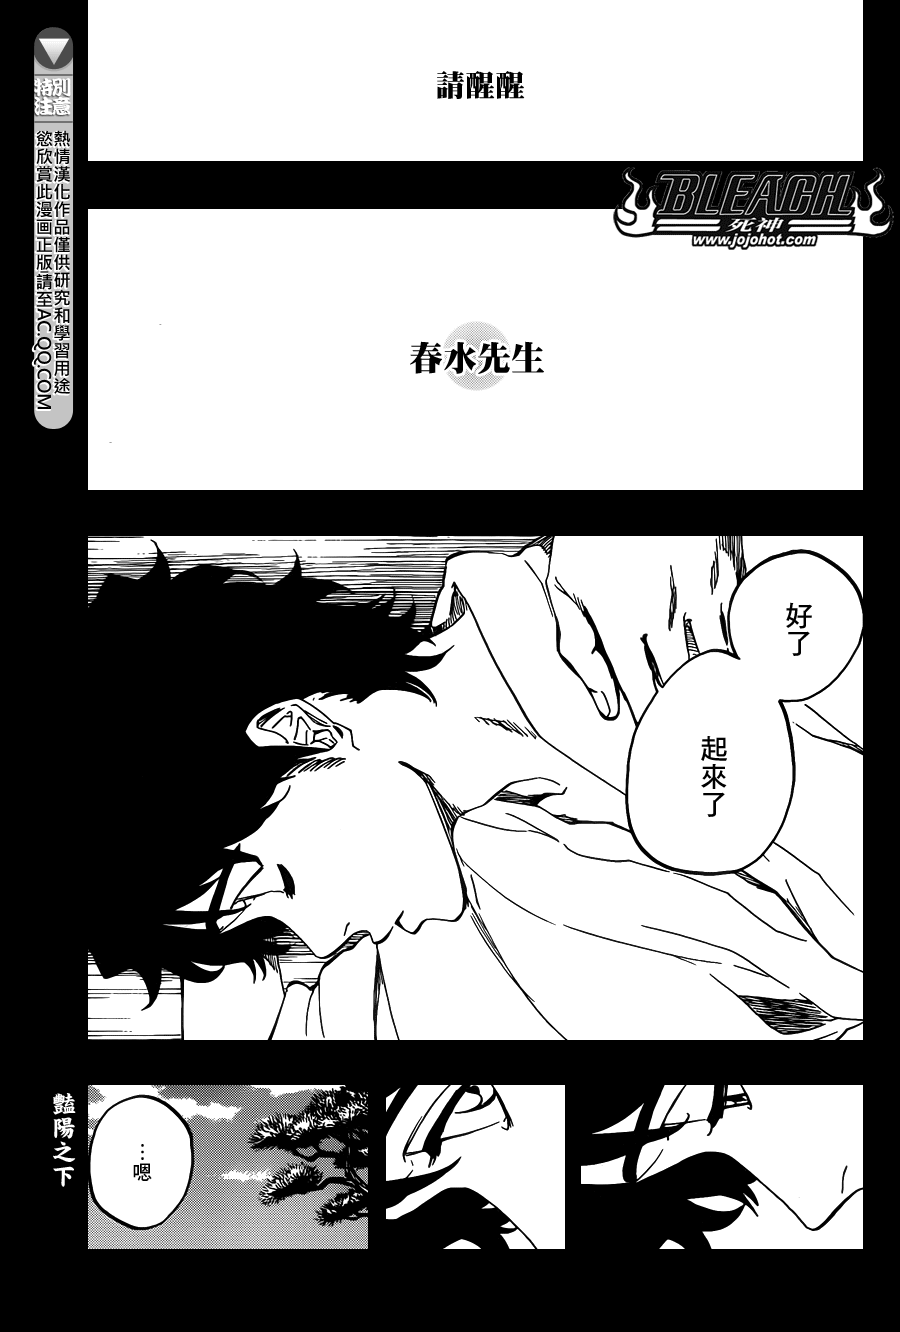 請醒醒
BLEACH
死神
www.jojohot.com
春水先生
好了
起來了
…嗯
豔陽之下
特別
注意
熱情漢化作品僅供研究和學習用途
慾欣賞此漫画正版請至AC.QQ.COM